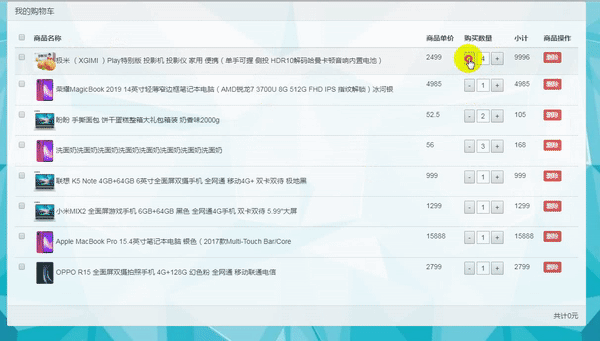 我的购物车
商品名称 商品单价 购买数量 小计 商品操作
极米 （XGIMI ）Play特别版 投影机 投影仪 家用 便携（单手可握 侧投 HDR10解码哈曼卡顿音响内置电池） 2499 4 + 9996 删除
荣耀MagicBook 2019 14英寸轻薄窄边框笔记本电脑（AMD锐龙7 3700U 8G 512G FHD IPS 指纹解锁）冰河银 4985 - 1 + 4985 删除
盼盼 手撕面包 饼干蛋糕整箱大礼包箱装 奶香味2000g 52.5 - 2 + 105 删除
洗面奶洗面奶洗面奶洗面奶洗面奶洗面奶洗面奶洗面奶 56 - 3 + 168 删除
联想 K5 Note 4GB+64GB 6英寸全面屏双摄手机 全网通 移动4G+ 双卡双待 极地黑 999 - 1 + 999 删除
小米MIX2 全面屏游戏手机 6GB+64GB 黑色 全网通4G手机 双卡双待 5.99"大屏 1299 - 1 + 1299 删除
Apple MacBook Pro 15.4英寸笔记本电脑 银色（2017款Multi-Touch Bar/Core 15888 - 1 + 15888 删除
OPPO R15 全面屏双摄拍照手机 4G+128G 幻色粉 全网通 移动联通电信 2799 - 1 + 2799 删除
共计0元